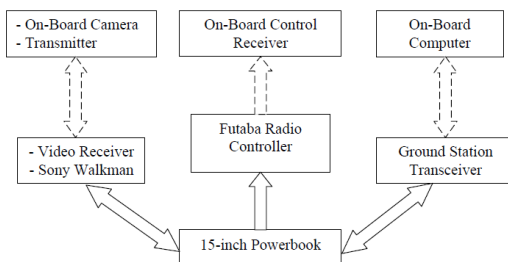 - On-Board Camera
- Transmitter
On-Board Control
Receiver
On-Board
Computer
- Video Receiver
- Sony Walkman
Futaba Radio
Controller
Ground Station
Transceiver
15-inch Powerbook